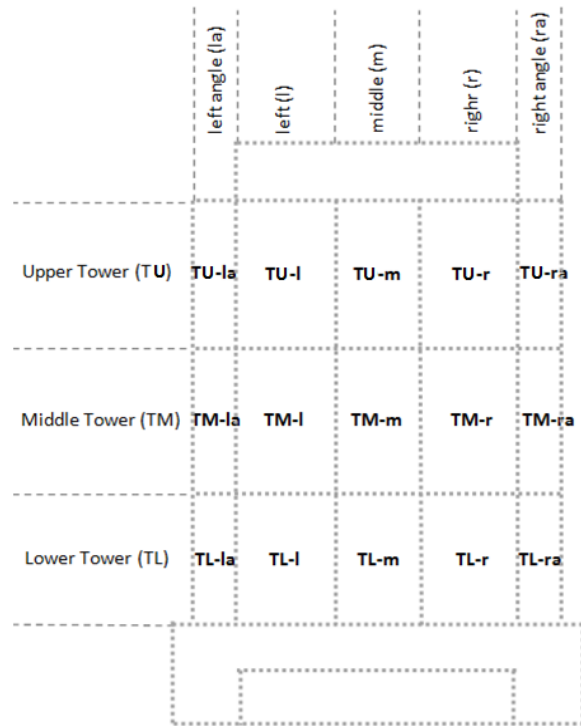 left angle (la)
left (l)
middle (m)
righr (r)
right angle (ra)
Upper Tower (TU) TU-la TU-l TU-m TU-r TU-ra
Middle Tower (TM) TM-la TM-l TM-m TM-r TM-ra
Lower Tower (TL) TL-la TL-l TL-m TL-r TL-ra